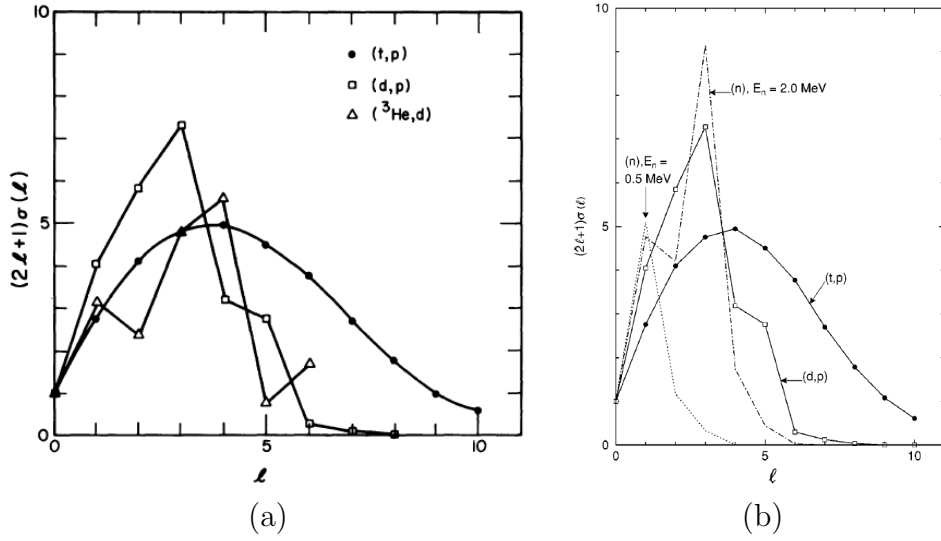 10
5
0
(2ℓ+1)σ(ℓ)
(t,p)
(d,p)
(³He,d)
0
5
10
ℓ
(a)
10
5
0
(2ℓ+1)σ(ℓ)
(n), Eₙ = 2.0 MeV
(n), Eₙ =
0.5 MeV
(t,p)
(d,p)
0
5
10
ℓ
(b)